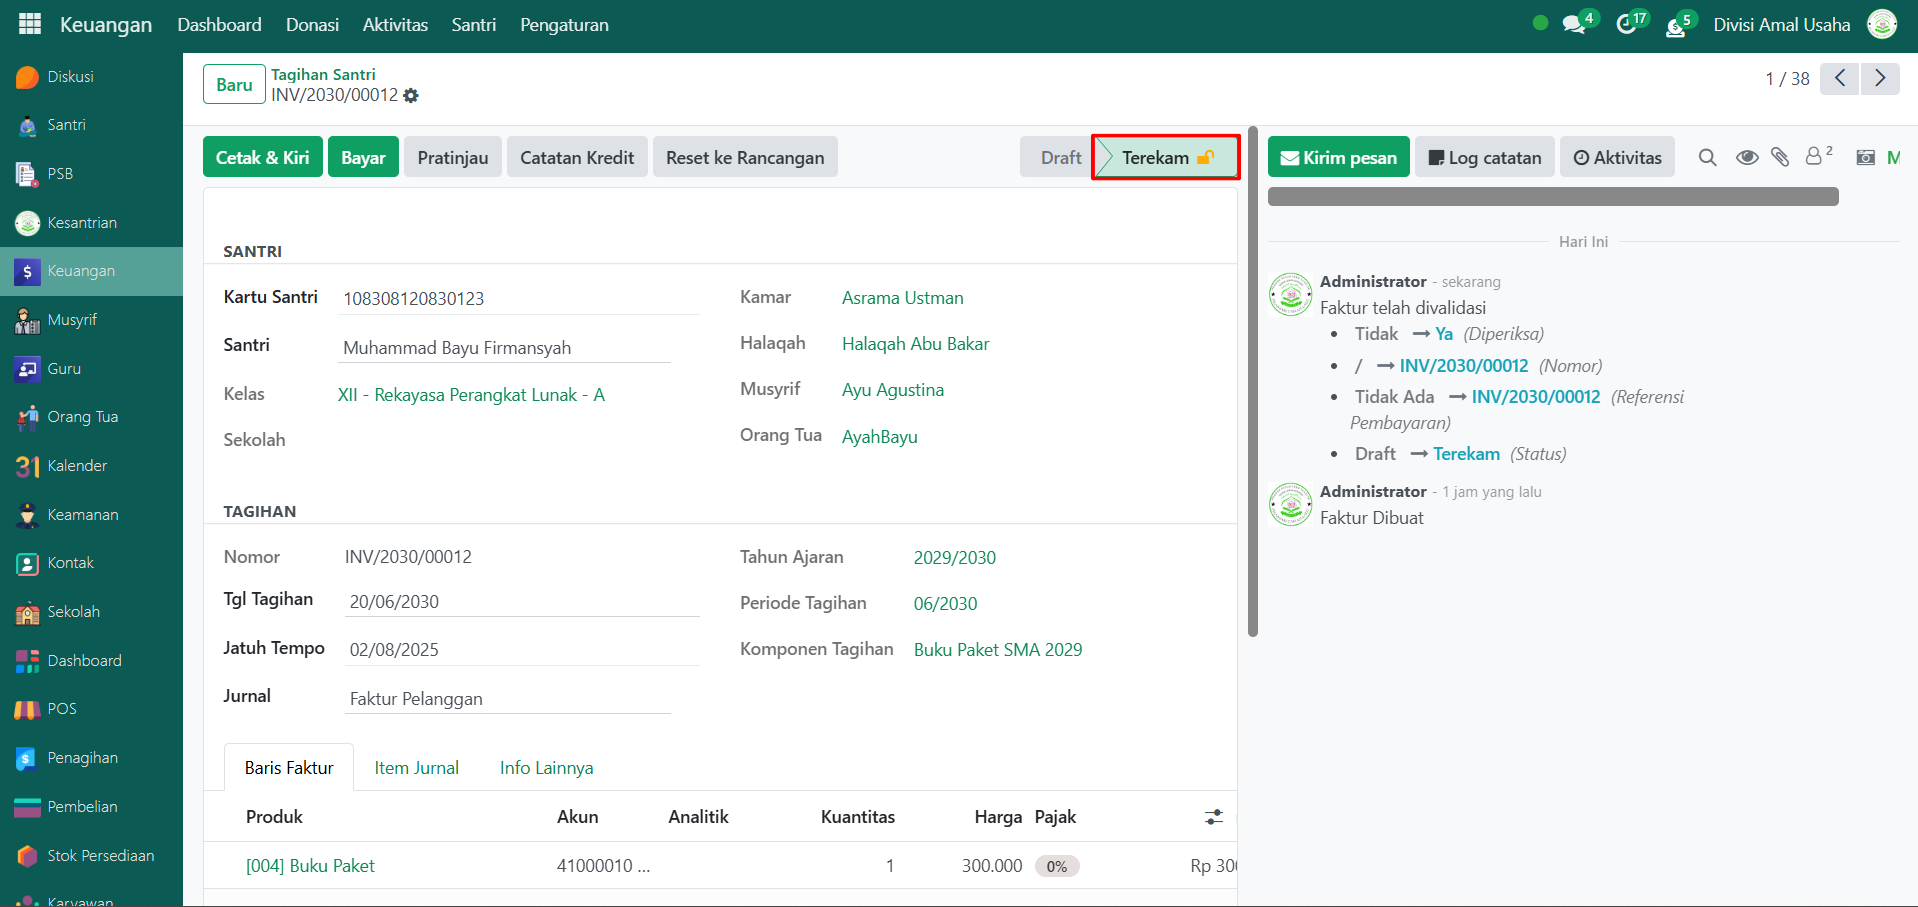 Keuangan Dashboard Donasi Aktivitas Santri Pengaturan 4 17 5 Divisi Amal Usaha
Diskusi
Santri
PSB
Kesantrian
Keuangan
Musyrif
Guru
Orang Tua
31 Kalender
Keamanan
Kontak
Sekolah
Dashboard
POS
Penagihan
Pembelian
Stok Persediaan
Karyawan
Baru
Tagihan Santri
INV/2030/00012
1 / 38
Cetak & Kiri Bayar Pratinjau Catatan Kredit Reset ke Rancangan Draft Terekam
SANTRI
Kartu Santri 108308120830123
Santri Muhammad Bayu Firmansyah
Kelas XII - Rekayasa Perangkat Lunak - A
Sekolah
Kamar Asrama Ustman
Halaqah Halaqah Abu Bakar
Musyrif Ayu Agustina
Orang Tua AyahBayu
TAGIHAN
Nomor INV/2030/00012
Tgl Tagihan 20/06/2030
Jatuh Tempo 02/08/2025
Jurnal Faktur Pelanggan
Tahun Ajaran 2029/2030
Periode Tagihan 06/2030
Komponen Tagihan Buku Paket SMA 2029
Baris Faktur Item Jurnal Info Lainnya
Produk Akun Analitik Kuantitas Harga Pajak
[004] Buku Paket 41000010 ... 1 300.000 0% Rp 300
Kirim pesan Log catatan Aktivitas 2 M
Hari Ini
Administrator - sekarang
Faktur telah divalidasi
• Tidak → Ya (Diperiksa)
• / → INV/2030/00012 (Nomor)
• Tidak Ada → INV/2030/00012 (Referensi
Pembayaran)
• Draft → Terekam (Status)
Administrator - 1 jam yang lalu
Faktur Dibuat